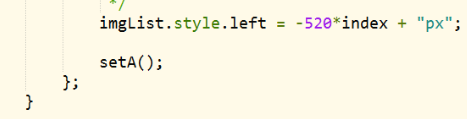 */
imgList.style.left = -520*index + "px";
setA();
};
}